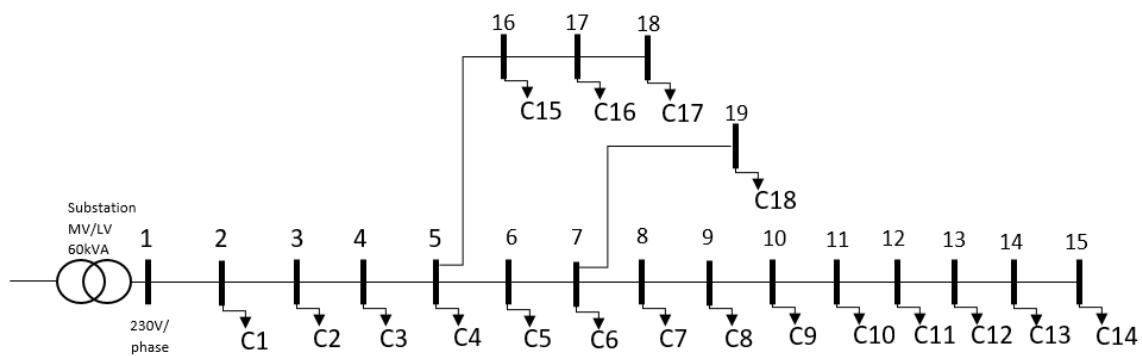 16 17 18
C15 C16 C17
19
C18
Substation
MV/LV
60kVA
1 2 3 4 5 6 7 8 9 10 11 12 13 14 15
230V/
phase
C1 C2 C3 C4 C5 C6 C7 C8 C9 C10 C11 C12 C13 C14